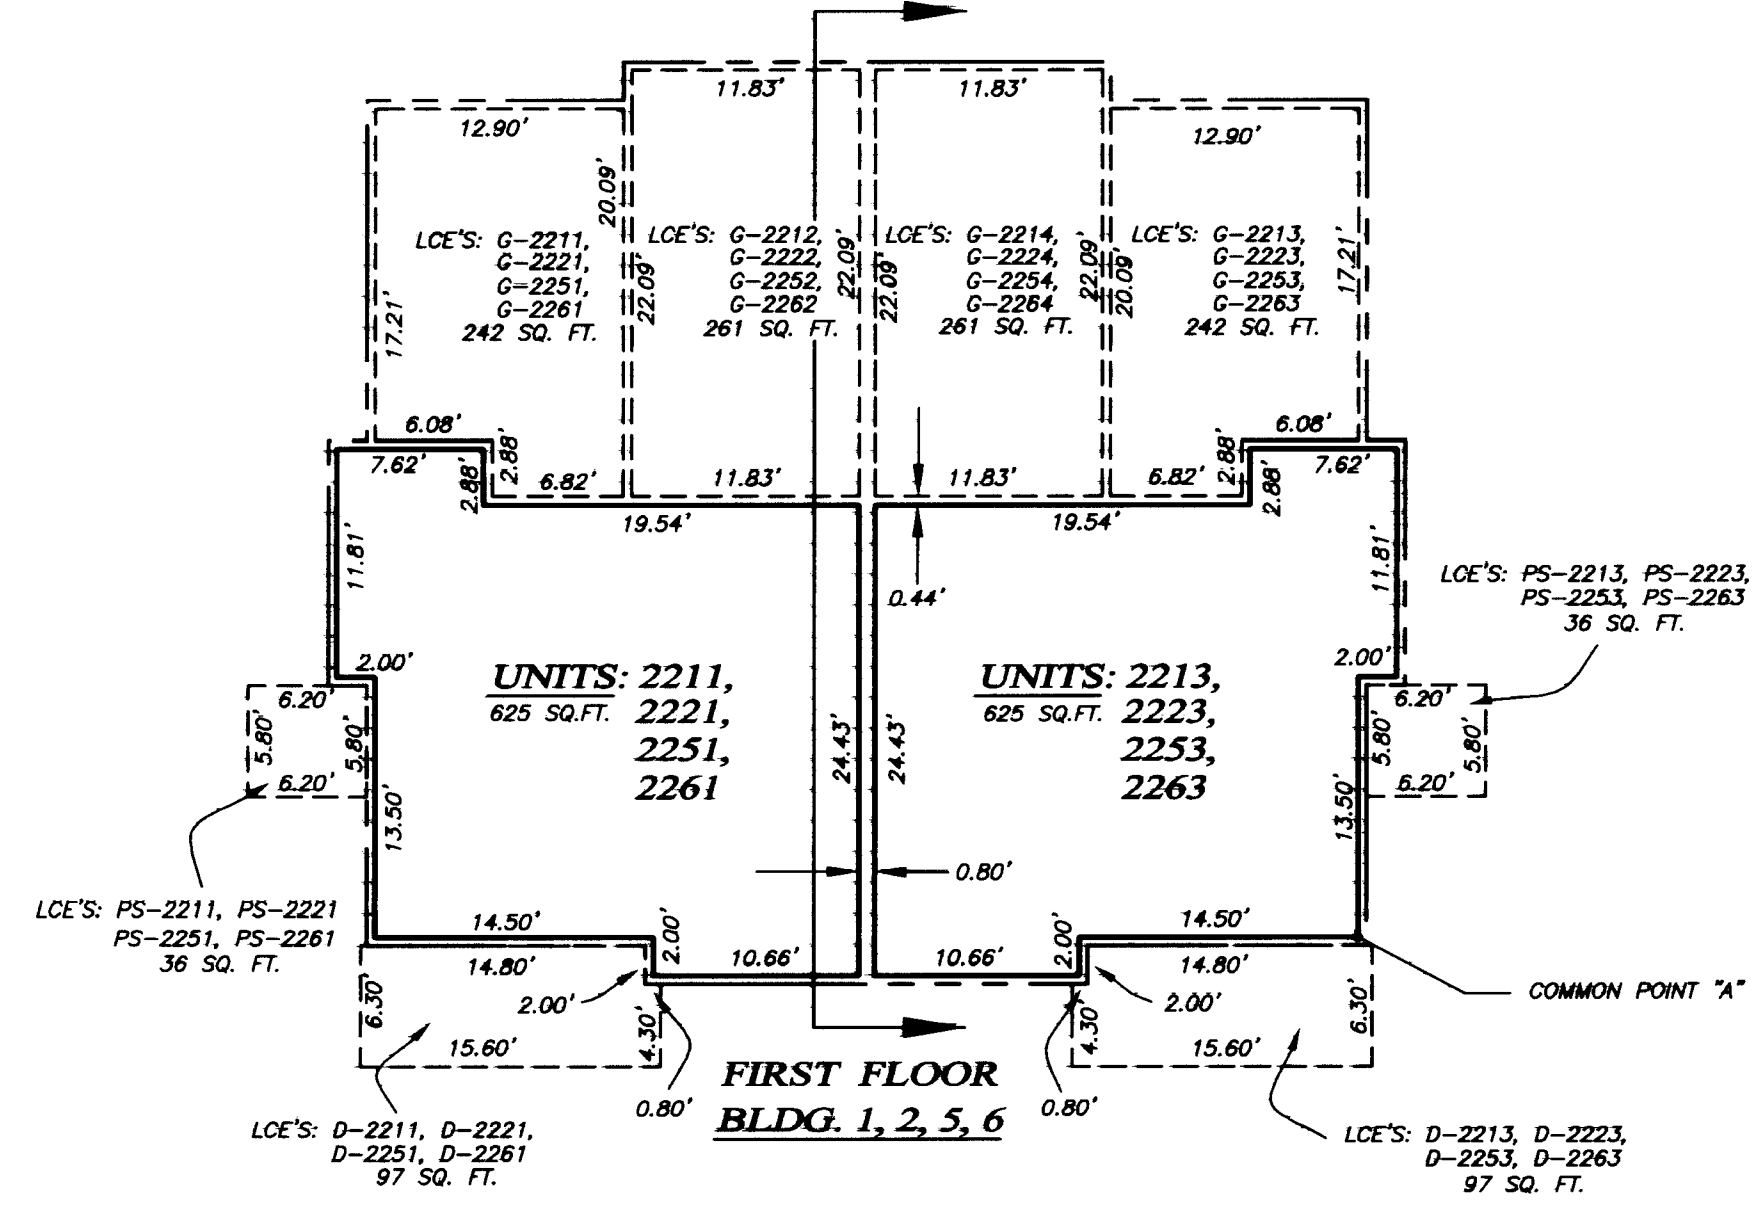 11.83'
11.83'
12.90'
12.90'
20.09'
LCE'S: G-2211,
G-2221,
G=2251,
G-2261
242 SQ. FT.
17.21'
LCE'S: G-2212,
G-2222,
G-2252,
G-2262
261 SQ. FT.
22.09'
22.09'
LCE'S: G-2214,
G-2224,
G-2254,
G-2264
261 SQ. FT.
22.09'
22.09'
LCE'S: G-2213,
G-2223,
G-2253,
G-2263
242 SQ. FT.
20.09'
17.21'
6.08'
7.62'
2.88'
2.88'
6.82'
11.83'
11.83'
6.82'
2.88'
2.88'
6.08'
7.62'
19.54'
19.54'
11.81'
0.44'
11.81'
LCE'S: PS-2213, PS-2223,
PS-2253, PS-2263
36 SQ. FT.
2.00'
2.00'
UNITS: 2211,
625 SQ.FT. 2221,
2251,
2261
UNITS: 2213,
625 SQ.FT. 2223,
2253,
2263
6.20'
5.80'
5.80'
6.20'
24.43'
24.43'
6.20'
5.80'
5.80'
6.20'
13.50'
13.50'
0.80'
LCE'S: PS-2211, PS-2221
PS-2251, PS-2261
36 SQ. FT.
14.50'
2.00'
10.66'
10.66'
2.00'
14.50'
14.80'
14.80'
6.30'
2.00'
2.00'
6.30'
COMMON POINT "A"
15.60'
4.30'
4.30'
15.60'
0.80'
0.80'
FIRST FLOOR
BLDG. 1, 2, 5, 6
LCE'S: D-2211, D-2221,
D-2251, D-2261
97 SQ. FT.
LCE'S: D-2213, D-2223,
D-2253, D-2263
97 SQ. FT.